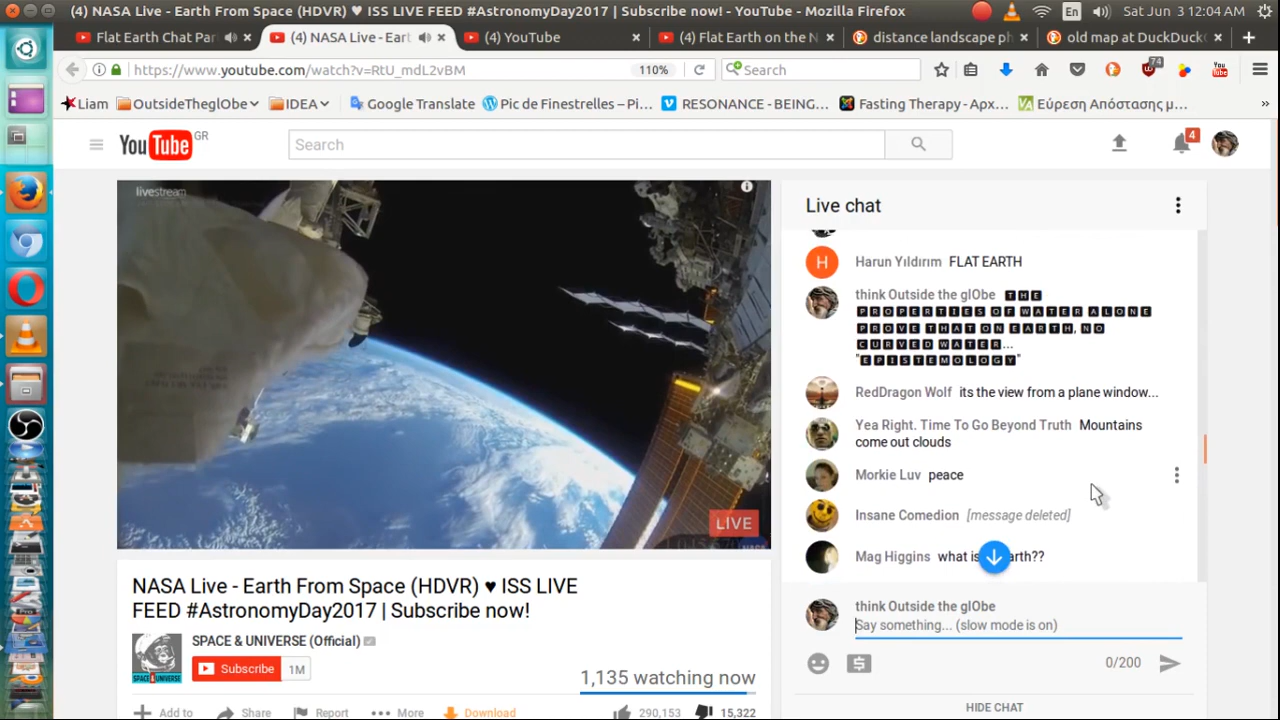 (4) NASA Live - Earth From Space (HDVR) ♥ ISS LIVE FEED #AstronomyDay2017 | Subscribe now! - YouTube - Mozilla Firefox
En
Sat Jun 3 12:04 AM
Flat Earth Chat Par
(4) NASA Live - Eart
(4) YouTube
(4) Flat Earth on the N
distance landscape ph
old map at DuckDuckG
https://www.youtube.com/watch?v=RtU_mdL2vBM
110%
Search
74
Liam
OutsideTheglObe
IDEA
Google Translate
Pic de Finestrelles – Pi...
RESONANCE - BEING...
Fasting Therapy - Apx...
Εύρεση Απόστασης μ...
»
YouTube GR
Search
4
livestream
LIVE
Live chat
Harun Yıldırım FLAT EARTH
think Outside the glObe THE
PROPERTIES OF WATER ALONE
PROVE THAT ON EARTH, NO
CURVED WATER...
"EPISTEMOLOGY"
RedDragon Wolf its the view from a plane window...
Yea Right. Time To Go Beyond Truth Mountains
come out clouds
Morkie Luv peace
Insane Comedion [message deleted]
Mag Higgins what is arth??
think Outside the glObe
Say something... (slow mode is on)
0/200
HIDE CHAT
NASA Live - Earth From Space (HDVR) ♥ ISS LIVE
FEED #AstronomyDay2017 | Subscribe now!
SPACE & UNIVERSE (Official)
Subscribe 1M
1,135 watching now
Add to
Share
Report
More
Download
290,153
15,322